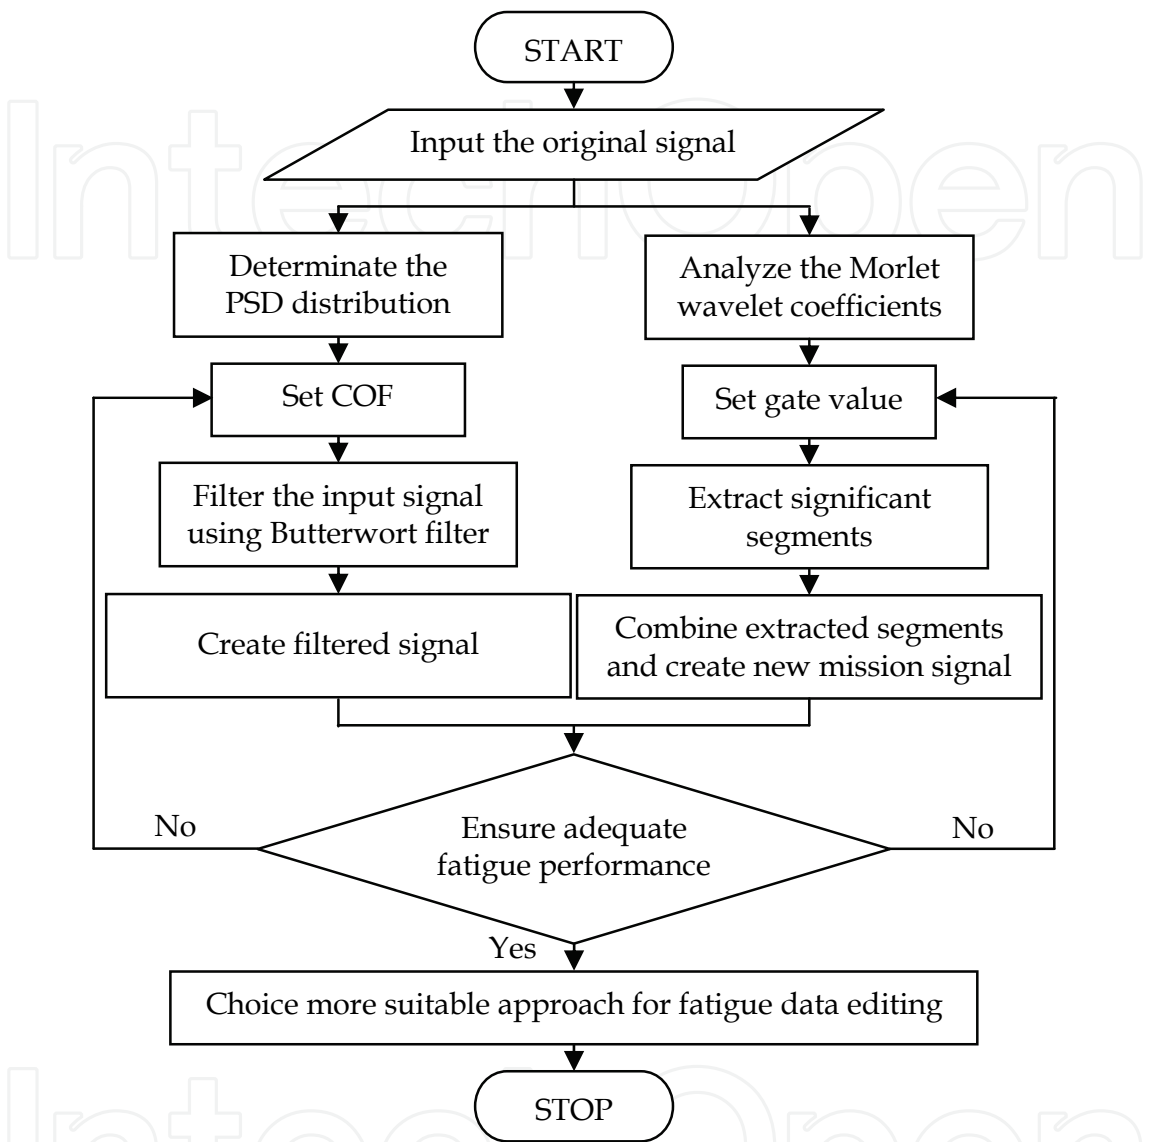 START
Input the original signal
Determinate the
PSD distribution
Analyze the Morlet
wavelet coefficients
Set COF
Set gate value
Filter the input signal
using Butterwort filter
Extract significant
segments
Create filtered signal
Combine extracted segments
and create new mission signal
No
Ensure adequate
fatigue performance
No
Yes
Choice more suitable approach for fatigue data editing
STOP
IntechOpen
IntechOpen